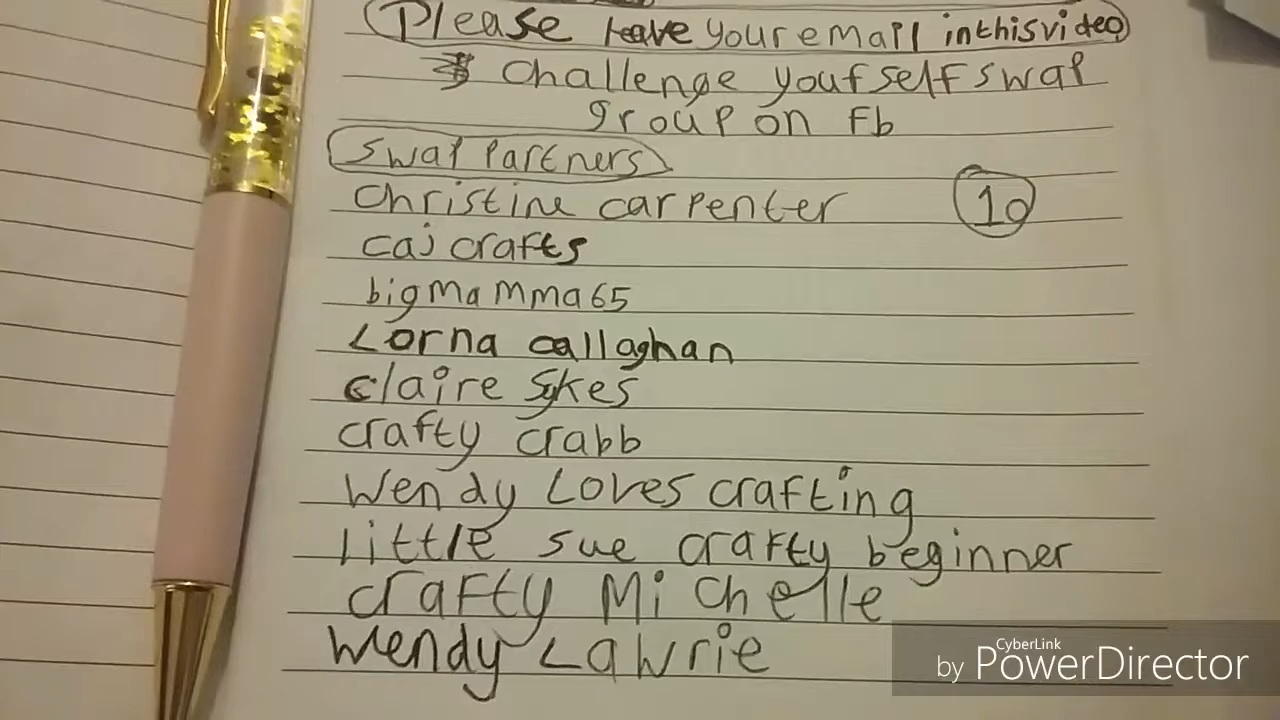 Please leave your email in this video
challenge yourself swap
group on Fb
swap partners
Christine carpenter
10
caj crafts
bigmamma65
Lorna callaghan
claire Sykes
crafty crabb
Wendy Loves crafting
little sue crafty beginner
crafty Michelle
Wendy Lawrie
CyberLink
by PowerDirector